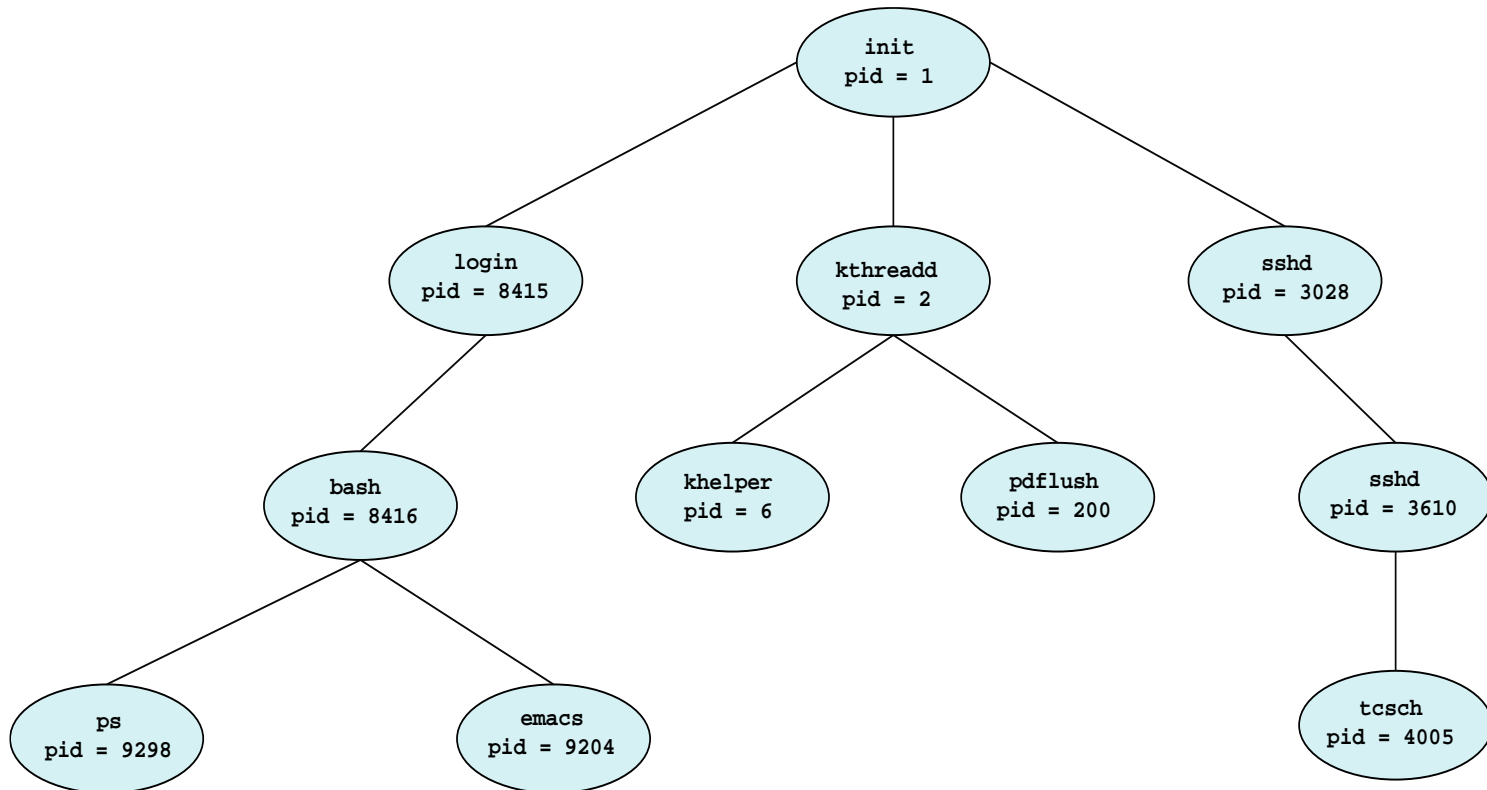 init
pid = 1
login
pid = 8415
kthreadd
pid = 2
sshd
pid = 3028
bash
pid = 8416
khelper
pid = 6
pdflush
pid = 200
sshd
pid = 3610
ps
pid = 9298
emacs
pid = 9204
tcsch
pid = 4005